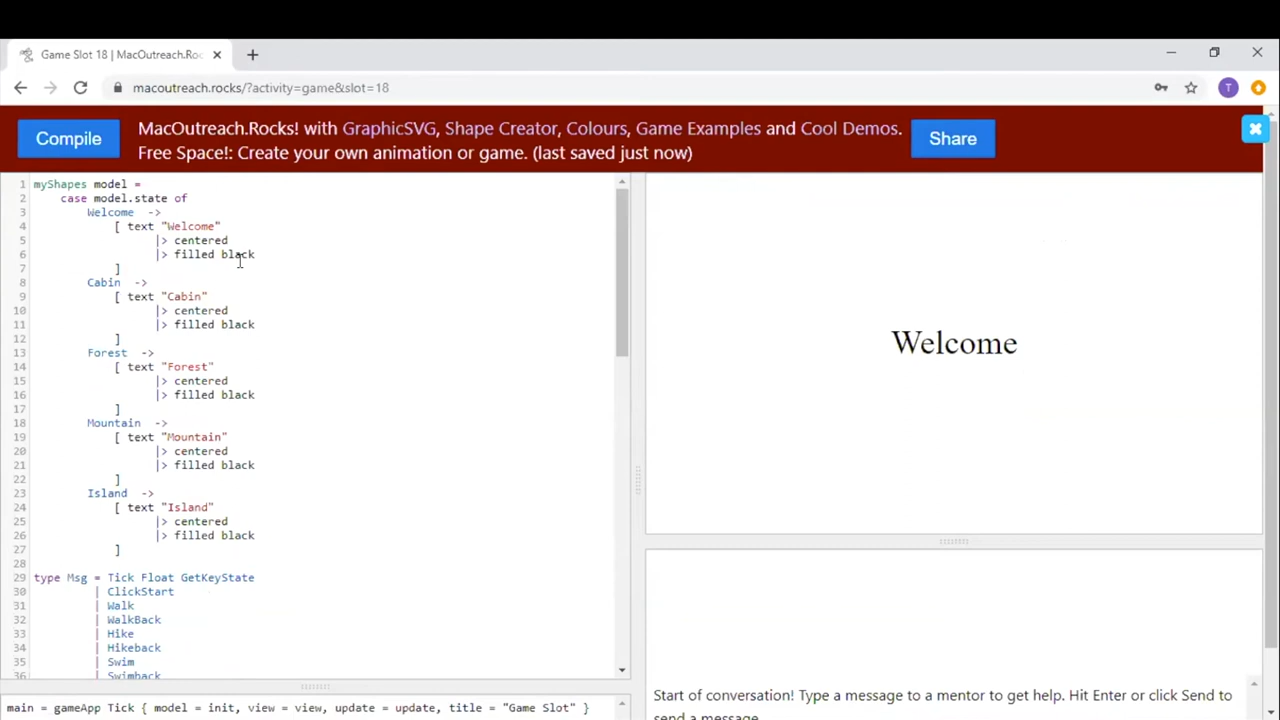 Game Slot 18 | MacOutreach.Roc
macoutreach.rocks/?activity=game&slot=18
T
Compile
MacOutreach.Rocks! with GraphicSVG, Shape Creator, Colours, Game Examples and Cool Demos.
Free Space!: Create your own animation or game. (last saved just now)
Share
1 myShapes model =
2 case model.state of
3 Welcome ->
4 [ text "Welcome"
5 |> centered
6 |> filled black
7 ]
8 Cabin ->
9 [ text "Cabin"
10 |> centered
11 |> filled black
12 ]
13 Forest ->
14 [ text "Forest"
15 |> centered
16 |> filled black
17 ]
18 Mountain ->
19 [ text "Mountain"
20 |> centered
21 |> filled black
22 ]
23 Island ->
24 [ text "Island"
25 |> centered
26 |> filled black
27 ]
28
29 type Msg = Tick Float GetKeyState
30 | ClickStart
31 | Walk
32 | WalkBack
33 | Hike
34 | Hikeback
35 | Swim
36 | Swimback
main = gameApp Tick { model = init, view = view, update = update, title = "Game Slot" }
Welcome
Start of conversation! Type a message to a mentor to get help. Hit Enter or click Send to
send a message